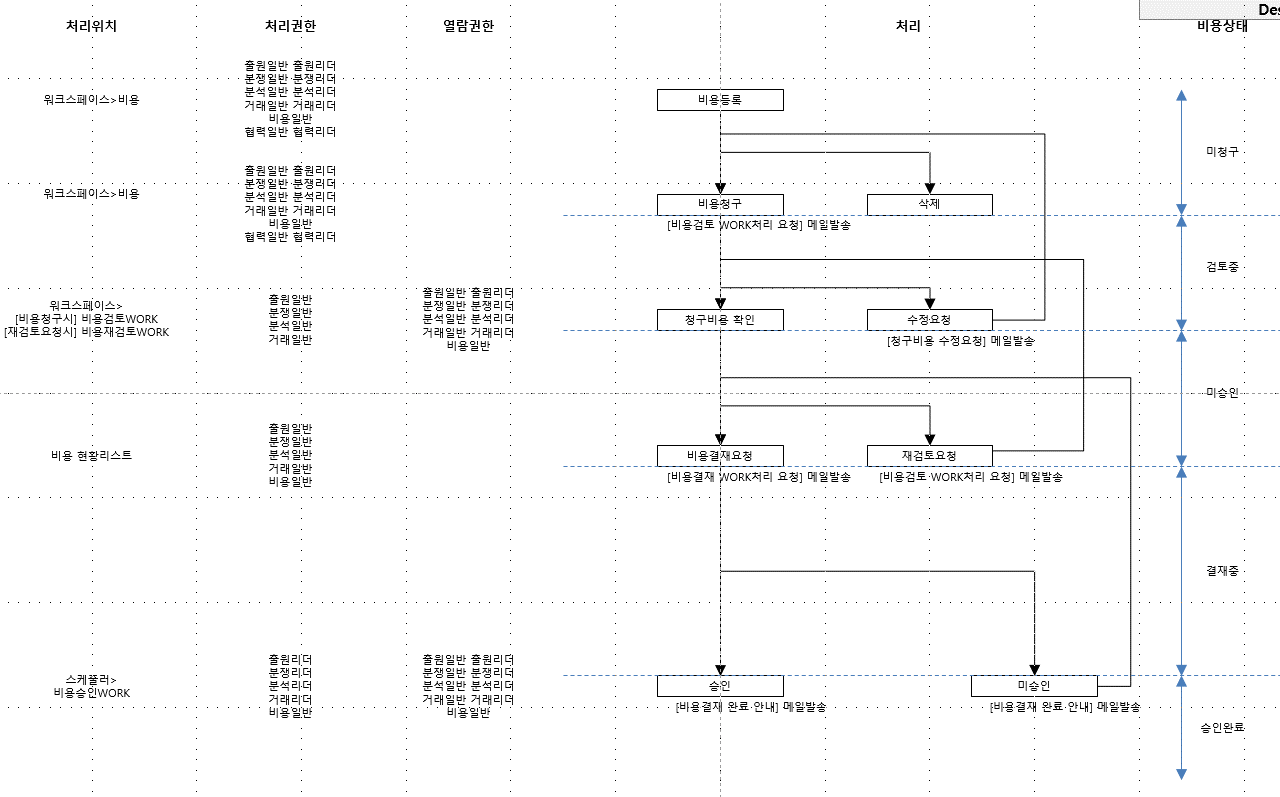 Des
처리위치
처리권한
열람권한
처리
비용상태
출원일반 출원리더
분쟁일반 분쟁리더
분석일반 분석리더
거래일반 거래리더
비용일반
협력일반 협력리더
워크스페이스>비용
비용등록
미청구
출원일반 출원리더
분쟁일반 분쟁리더
분석일반 분석리더
거래일반 거래리더
비용일반
협력일반 협력리더
워크스페이스>비용
비용청구
삭제
[비용검토 WORK처리 요청] 메일발송
검토중
워크스페이스>
[비용청구시] 비용검토WORK
[재검토요청시] 비용재검토WORK
출원일반
분쟁일반
분석일반
거래일반
출원일반 출원리더
분쟁일반 분쟁리더
분석일반 분석리더
거래일반 거래리더
비용일반
청구비용 확인
수정요청
[청구비용 수정요청] 메일발송
미승인
비용 현황리스트
출원일반
분쟁일반
분석일반
거래일반
비용일반
비용결재요청
재검토요청
[비용결재 WORK처리 요청] 메일발송
[비용검토 WORK처리 요청] 메일발송
결재중
스케쥴러>
비용승인WORK
출원리더
분쟁리더
분석리더
거래리더
비용일반
출원일반 출원리더
분쟁일반 분쟁리더
분석일반 분석리더
거래일반 거래리더
비용일반
승인
미승인
[비용결재 완료 안내] 메일발송
[비용결재 완료 안내] 메일발송
승인완료